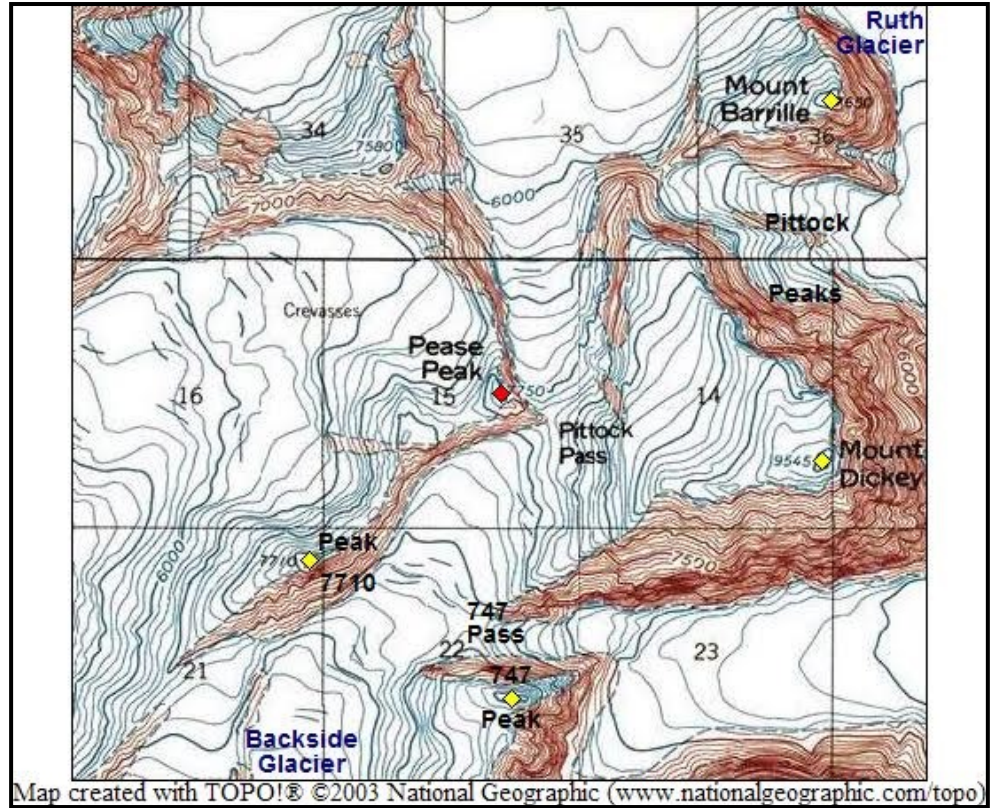 Ruth
Glacier
Mount
Barrille
7650
34
35
36
75800
7000
6000
Pittock
Peaks
Crevasses
Pease
Peak
7750
16
15
14
6000
Pittock
Pass
9545
Mount
Dickey
Peak
7710
7710
6000
7500
747
Pass
22
23
21
747
Peak
Backside
Glacier
Map created with TOPO!® ©2003 National Geographic (www.nationalgeographic.com/topo)